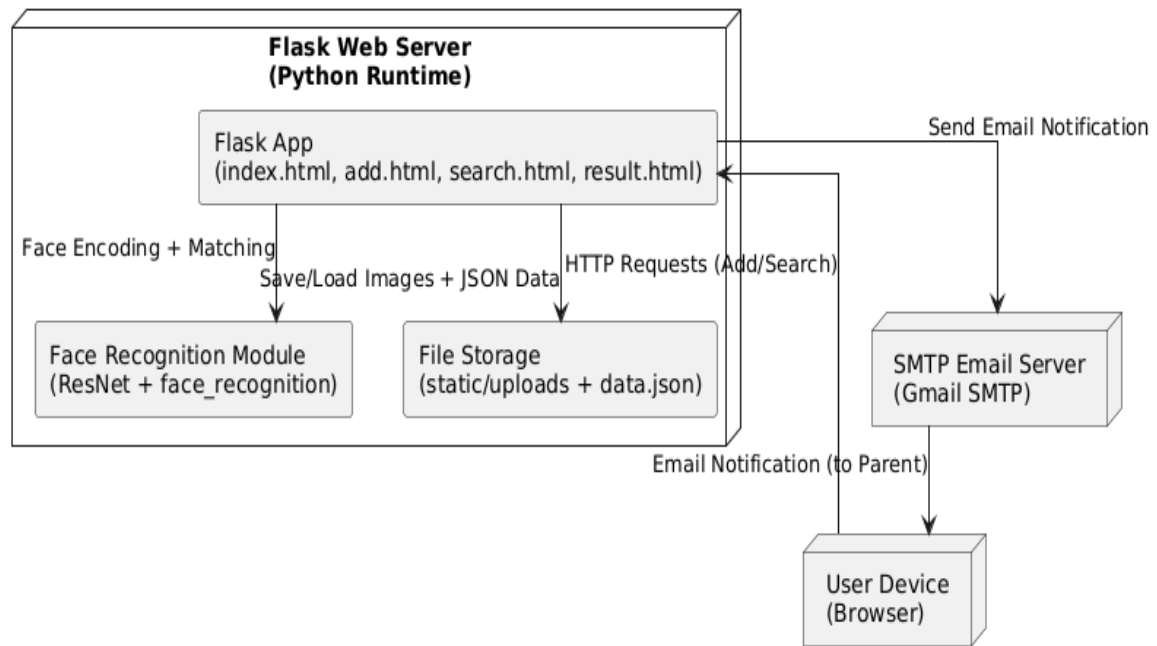 Flask Web Server
(Python Runtime)
Flask App
(index.html, add.html, search.html, result.html)
Send Email Notification
Face Encoding + Matching
Save/Load Images + JSON Data
HTTP Requests (Add/Search)
Face Recognition Module
(ResNet + face_recognition)
File Storage
(static/uploads + data.json)
SMTP Email Server
(Gmail SMTP)
Email Notification (to Parent)
User Device
(Browser)